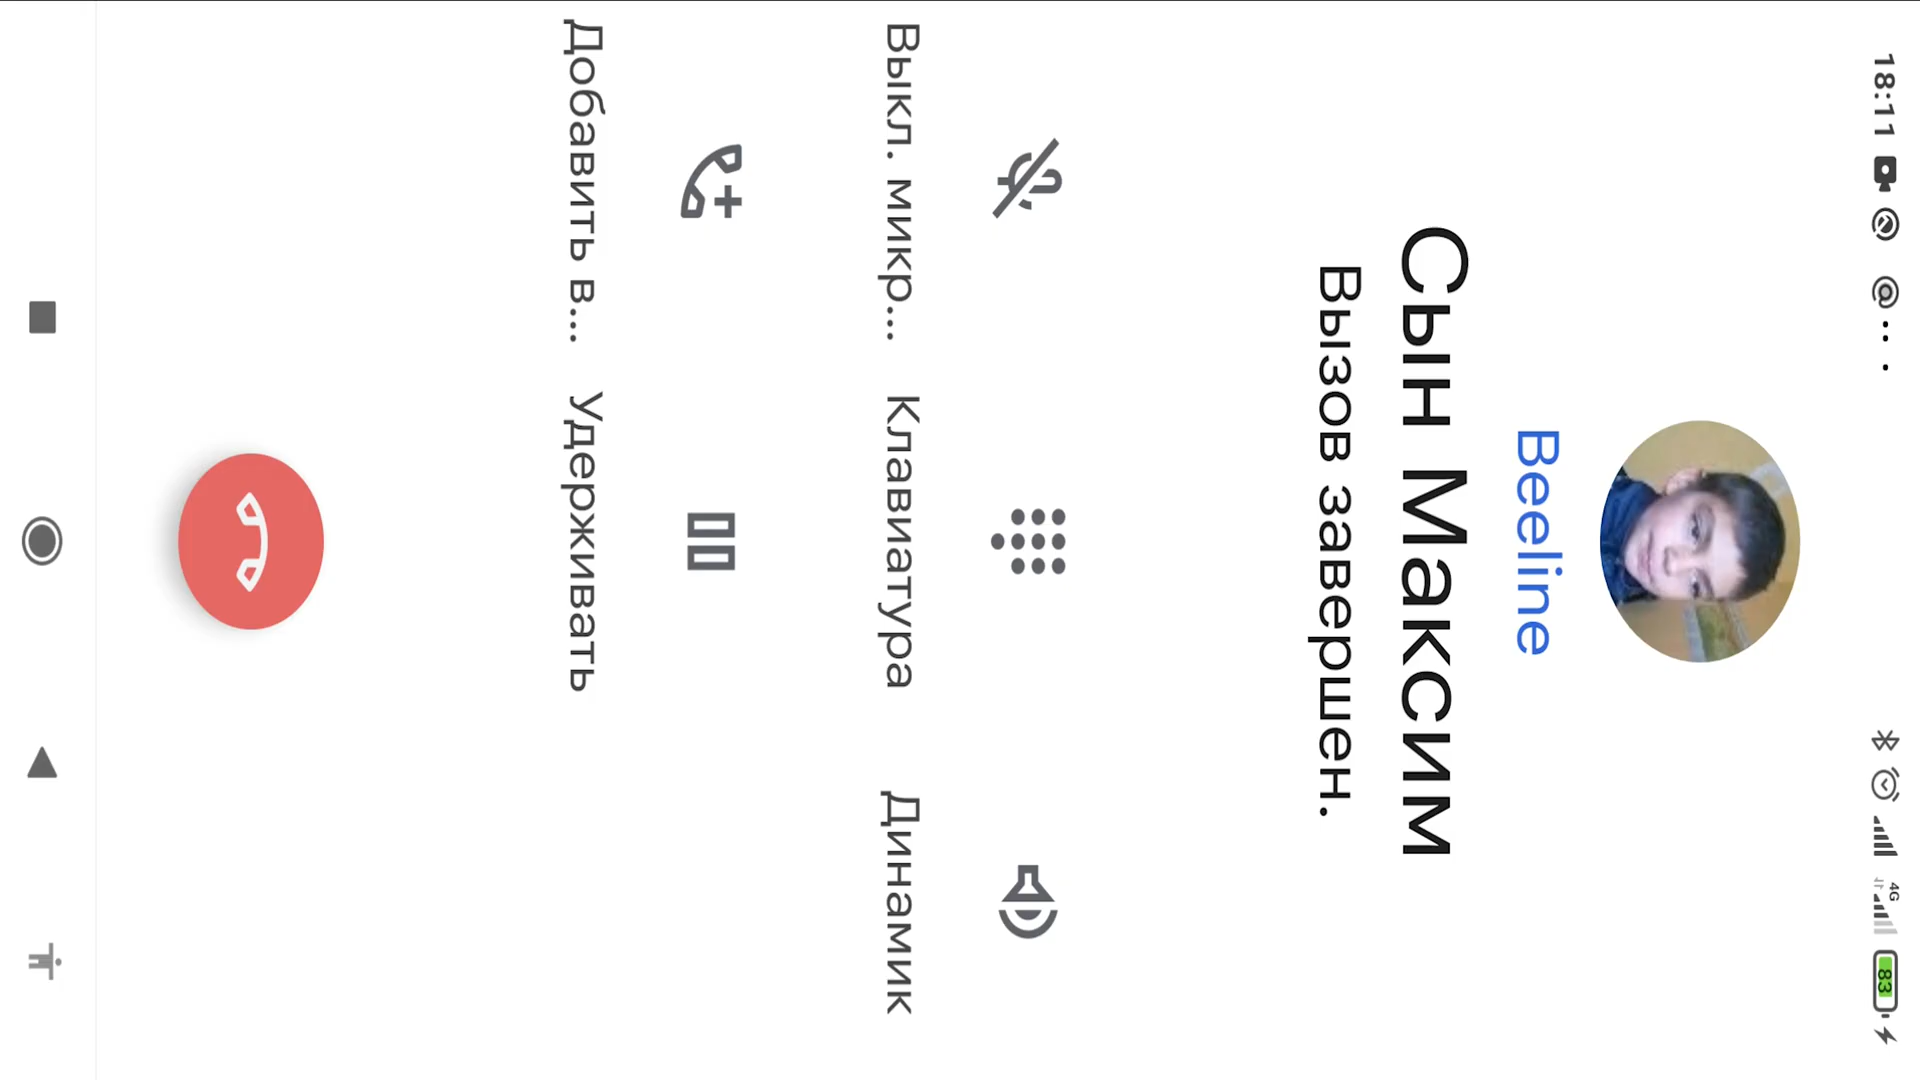 18:11
4G
83
Beeline
Сын Максим
Вызов завершен.
Выкл. микр... Клавиатура Динамик
Добавить в... Удерживать